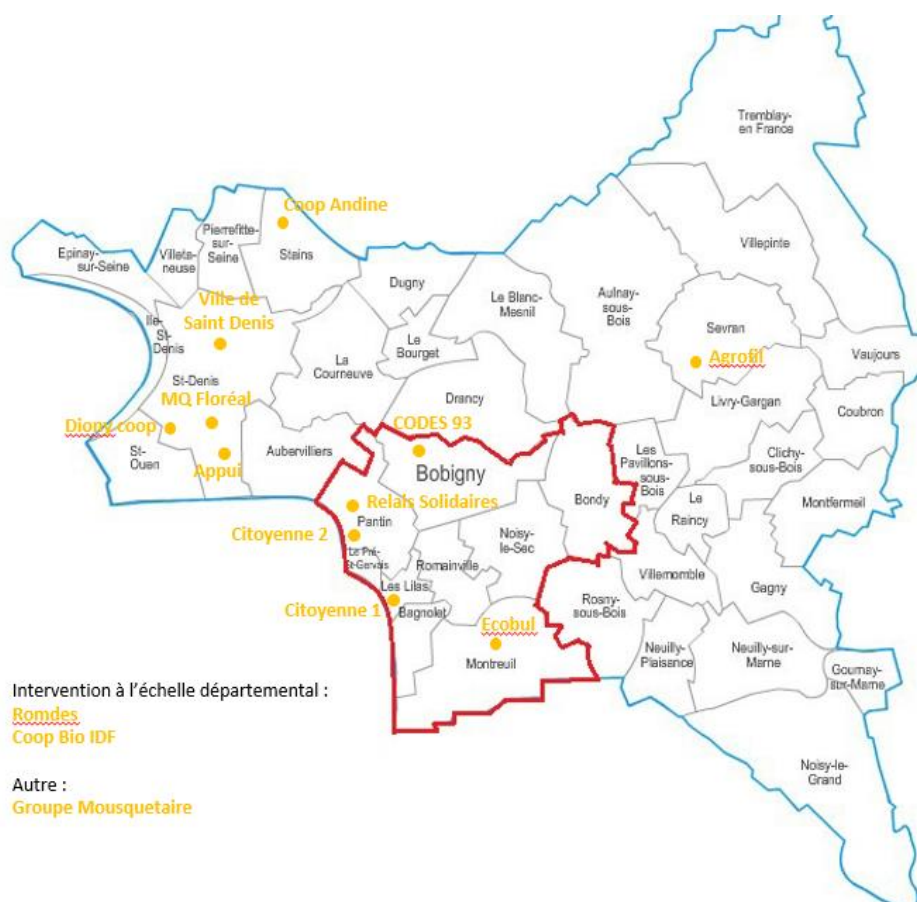 Tremblay-
en France
Coop Andine
Pierrefitte-
sur-
Seine
Epinay-
sur-Seine
Villeta-
neuse
Stains
Villepinte
Dugny
Le Blanc-
Mesnil
Aulnay-
sous-
Bois
Ville de
Saint Denis
Ile-
St-
Denis
Le
Bourget
Sevran
La
Courneuve
Agrofil
Vaujours
St-Denis
MQ Floréal
Drancy
Livry-Gargan
Coubron
Diony coop
CODES 93
St-
Ouen
Appui
Aubervilliers
Bobigny
Les
Pavillons-
sous-
Bois
Clichy-
sous-Bois
Relais Solidaires
Pantin
Bondy
Le
Raincy
Montfermeil
Citoyenne 2
Noisy-
le-Sec
Le Pré-
St-Gervais
Romainville
Villemomble
Gagny
Les Lilas
Citoyenne 1
Bagnolet
Rosny-
sous-Bois
Ecobul
Montreuil
Neuilly-
Plaisance
Neuilly-sur-
Marne
Gournay-
sur-Marne
Noisy-le-
Grand
Intervention à l’échelle départemental :
Romdes
Coop Bio IDF
Autre :
Groupe Mousquetaire